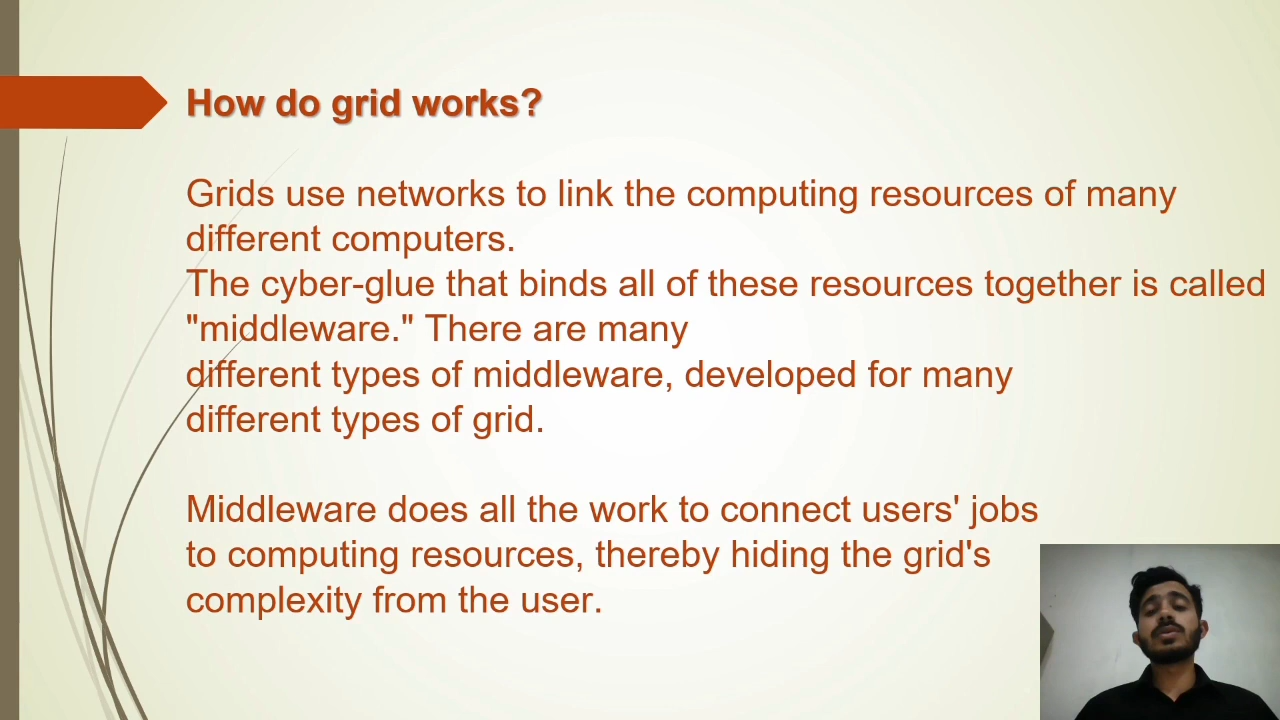 How do grid works?
Grids use networks to link the computing resources of many
different computers.
The cyber-glue that binds all of these resources together is called
"middleware." There are many
different types of middleware, developed for many
different types of grid.
Middleware does all the work to connect users' jobs
to computing resources, thereby hiding the grid's
complexity from the user.